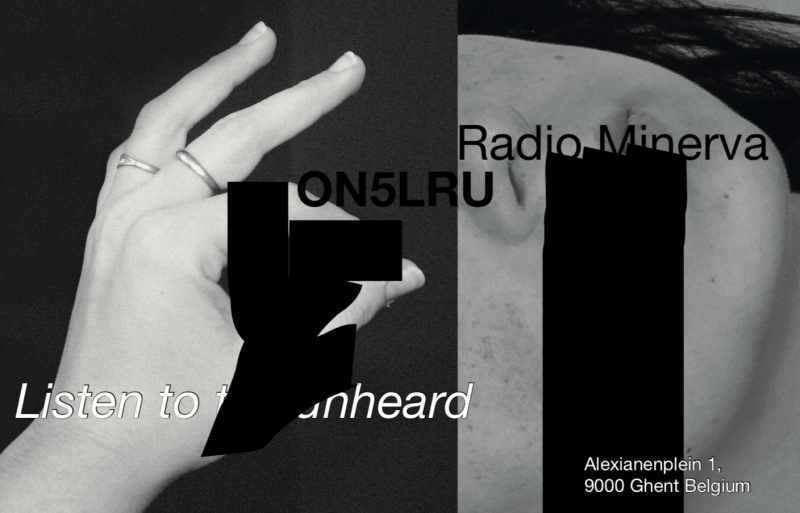 Radio Minerva
ON5LRU
Listen to unheard
Alexianenplein 1,
9000 Ghent Belgium